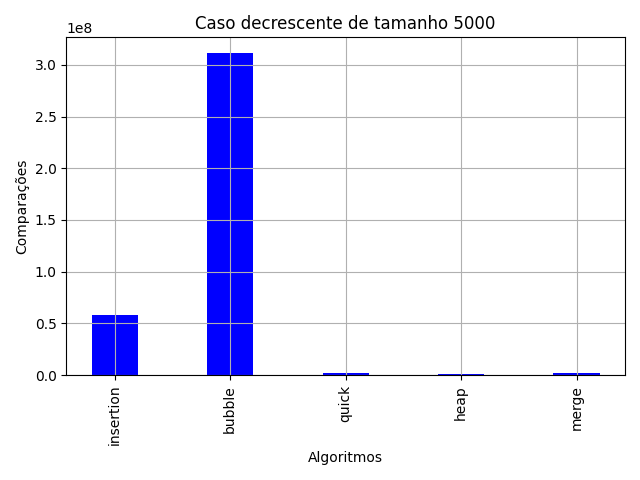 Caso decrescente de tamanho 5000
1e8
3.0
2.5
2.0
1.5
1.0
0.5
0.0
Comparações
insertion
bubble
quick
heap
merge
Algoritmos